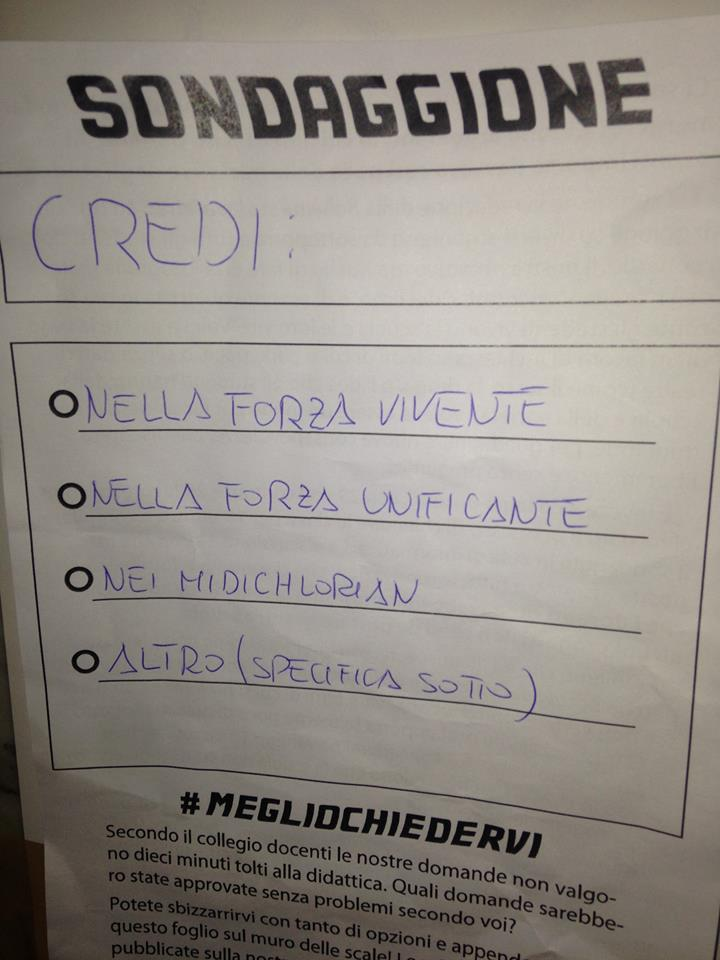 SONDAGGIONE
CREDI:
NELLA FORZA VIVENTE
NELLA FORZA UNIFICANTE
NEI MIDICHLORIAN
ALTRO (SPECIFICA SOTTO)
#MEGLIOCHIEDERVI
Secondo il collegio docenti le nostre domande non valgo-
no dieci minuti tolti alla didattica. Quali domande sarebbe-
ro state approvate senza problemi secondo voi?
Potete sbizzarrirvi con tanto di opzioni e
questo foglio sul muro delle scale!
pubblicate sulla